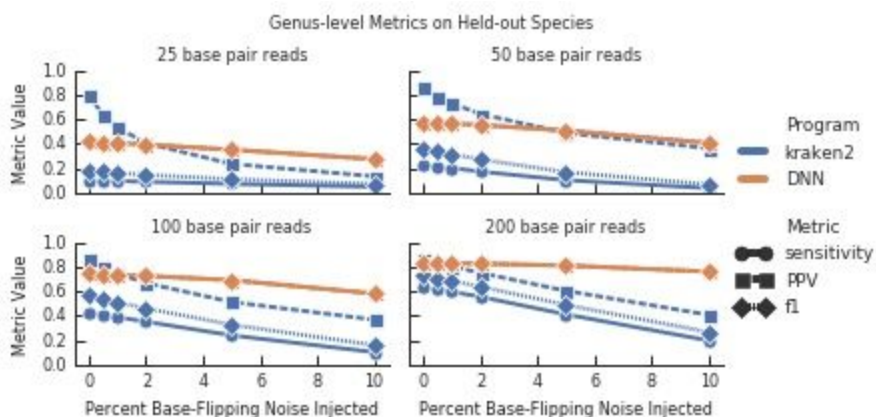 Genus-level Metrics on Held-out Species
25 base pair reads
50 base pair reads
Metric Value
1.0
0.8
0.6
0.4
0.2
0.0
Program
kraken2
DNN
100 base pair reads
200 base pair reads
Metric Value
1.0
0.8
0.6
0.4
0.2
0.0
Metric
sensitivity
PPV
f1
0 2 4 6 8 10
0 2 4 6 8 10
Percent Base-Flipping Noise Injected
Percent Base-Flipping Noise Injected